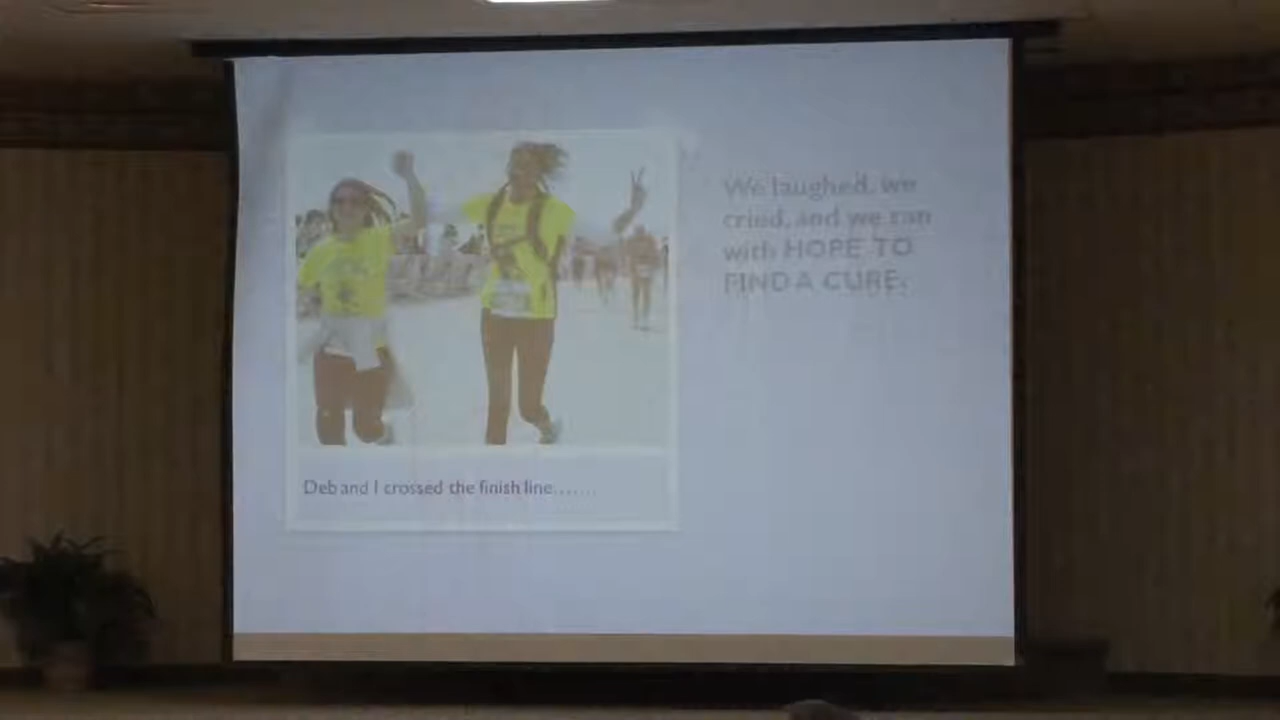 We laughed, we
cried, and we ran
with HOPE TO
FIND A CURE.
Deb and I crossed the finish line.......